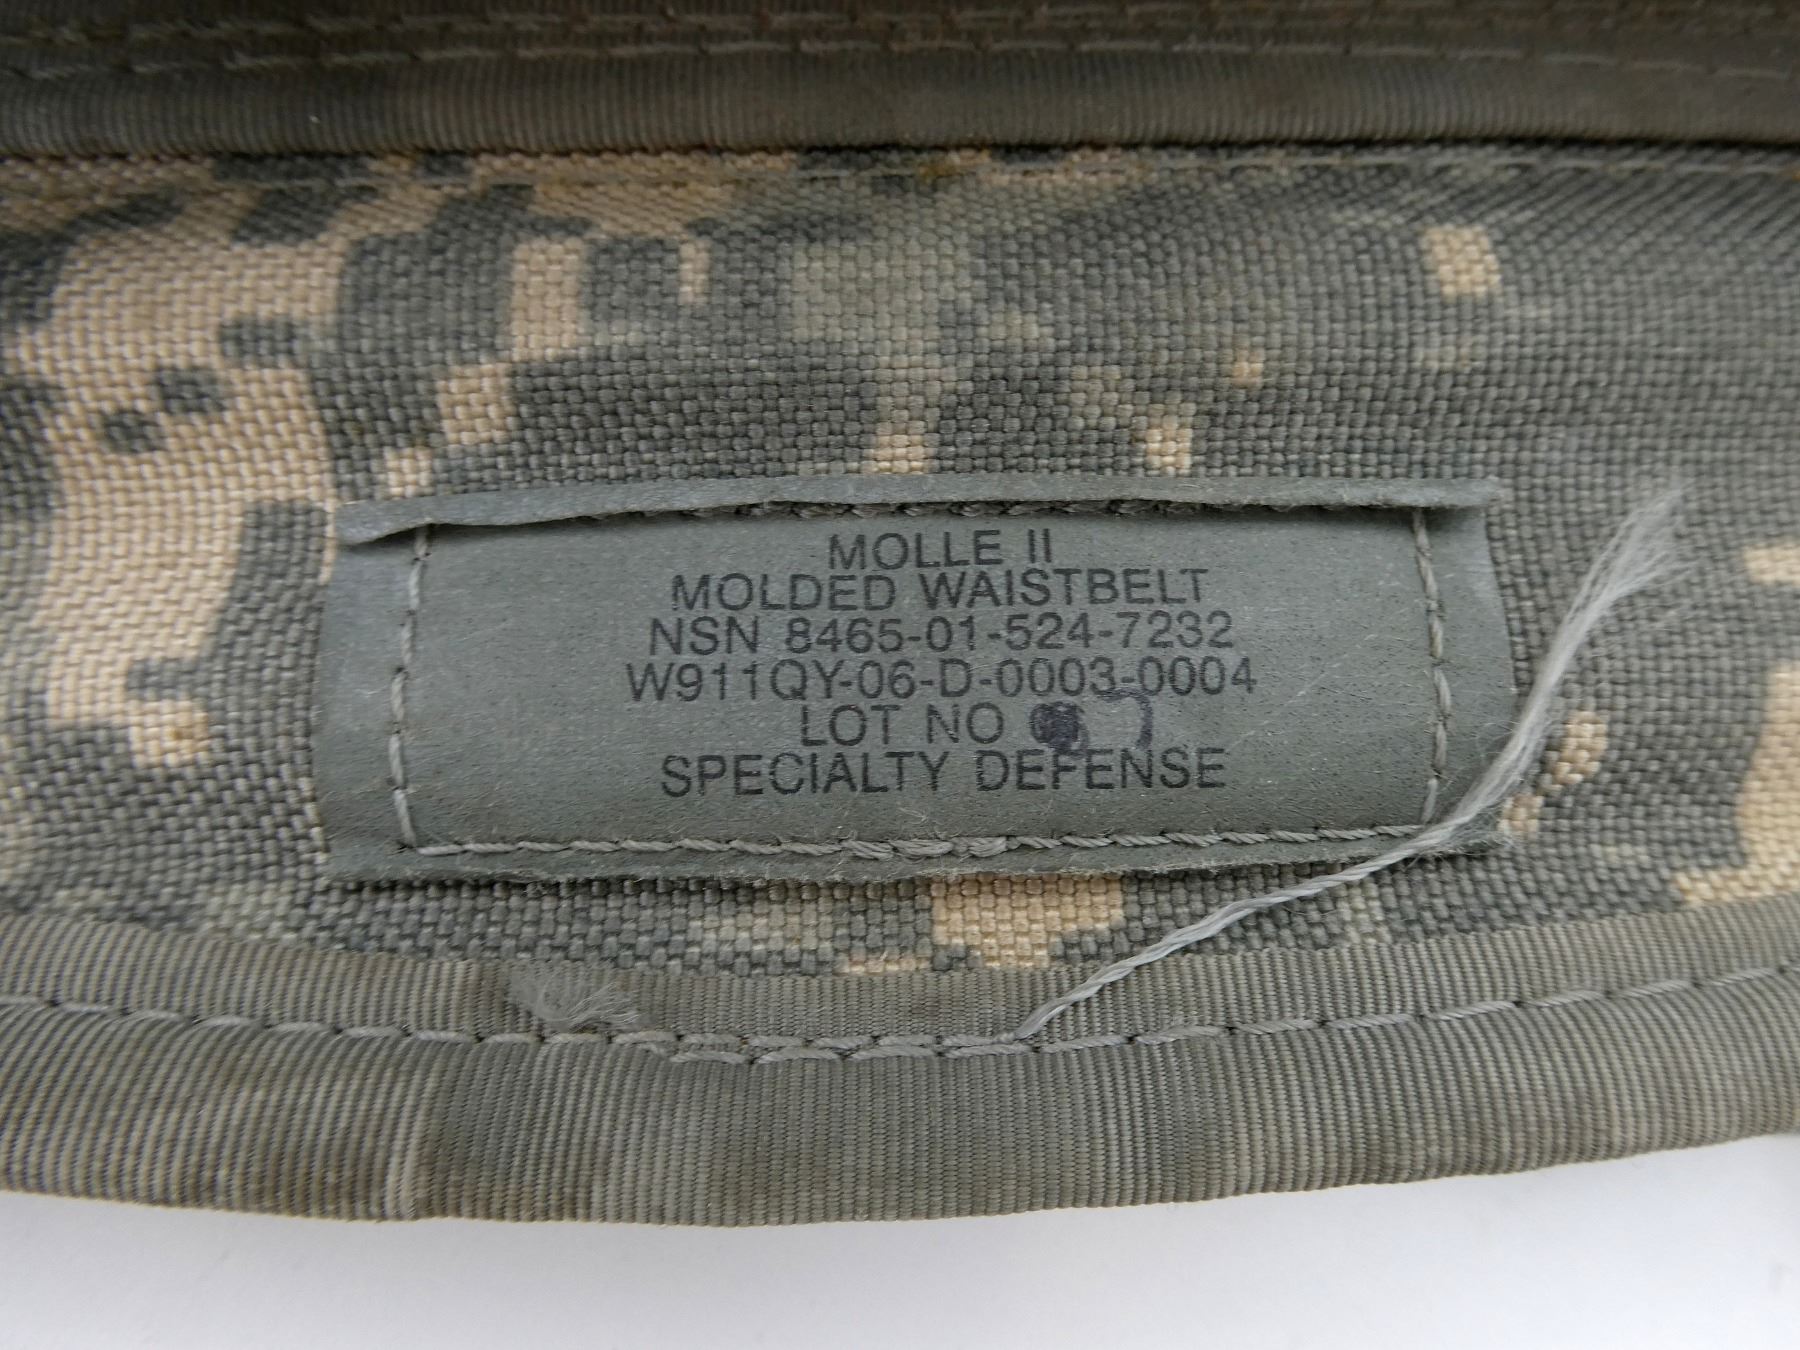 MOLLE II
MOLDED WAISTBELT
NSN 8465-01-524-7232
W911QY-06-D-0003-0004
LOT NO
SPECIALTY DEFENSE